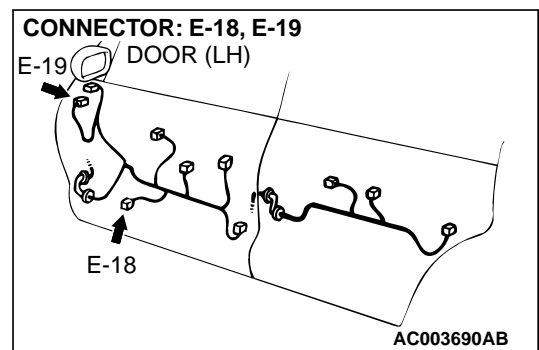 CONNECTOR: E-18, E-19
DOOR (LH)
E-19
E-18
AC003690AB